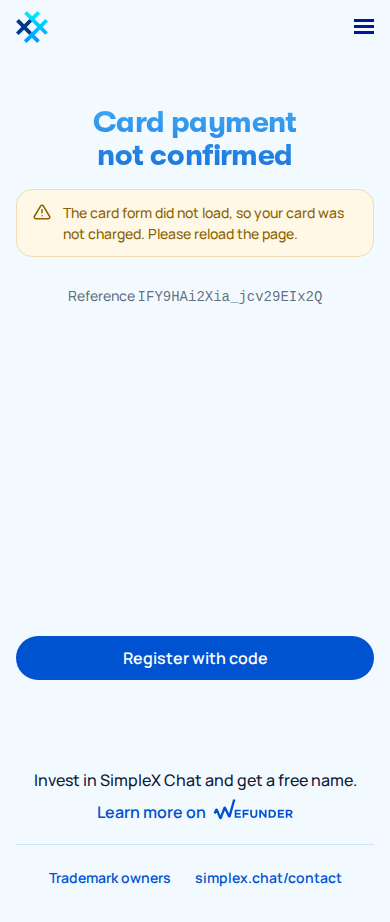 Card payment
not confirmed
The card form did not load, so your card was
not charged. Please reload the page.
Reference IFY9HAi2Xia_jcv29EIx2Q
Register with code
Invest in SimpleX Chat and get a free name.
Learn more on WEFUNDER
Trademark owners simplex.chat/contact